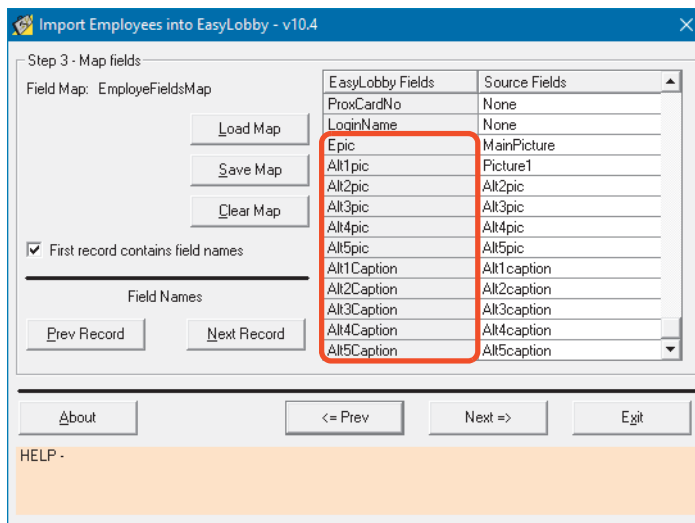 Import Employees into EasyLobby - v10.4
Step 3 - Map fields
Field Map: EmployeFieldsMap
Load Map
Save Map
Clear Map
First record contains field names
Field Names
Prev Record Next Record
EasyLobby Fields Source Fields
ProxCardNo None
LoginName None
Epic MainPicture
Alt1pic Picture1
Alt2pic Alt2pic
Alt3pic Alt3pic
Alt4pic Alt4pic
Alt5pic Alt5pic
Alt1Caption Alt1caption
Alt2Caption Alt2caption
Alt3Caption Alt3caption
Alt4Caption Alt4caption
Alt5Caption Alt5caption
About <= Prev Next => Exit
HELP -